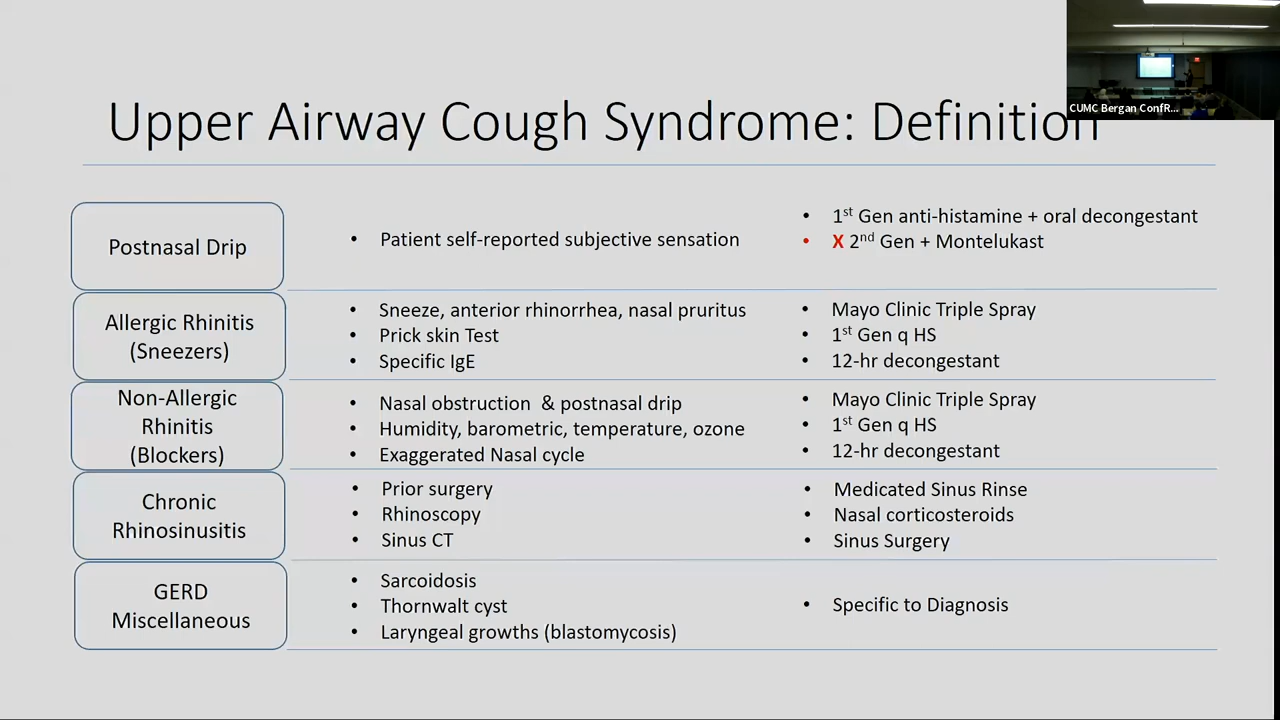 CUMC Bergan ConfR...
Upper Airway Cough Syndrome: Definition
Postnasal Drip
• Patient self-reported subjective sensation
• 1st Gen anti-histamine + oral decongestant
• X 2nd Gen + Montelukast
Allergic Rhinitis
(Sneezers)
• Sneeze, anterior rhinorrhea, nasal pruritus
• Prick skin Test
• Specific IgE
• Mayo Clinic Triple Spray
• 1st Gen q HS
• 12-hr decongestant
Non-Allergic
Rhinitis
(Blockers)
• Nasal obstruction & postnasal drip
• Humidity, barometric, temperature, ozone
• Exaggerated Nasal cycle
• Mayo Clinic Triple Spray
• 1st Gen q HS
• 12-hr decongestant
Chronic
Rhinosinusitis
• Prior surgery
• Rhinoscopy
• Sinus CT
• Medicated Sinus Rinse
• Nasal corticosteroids
• Sinus Surgery
GERD
Miscellaneous
• Sarcoidosis
• Thornwalt cyst
• Laryngeal growths (blastomycosis)
• Specific to Diagnosis